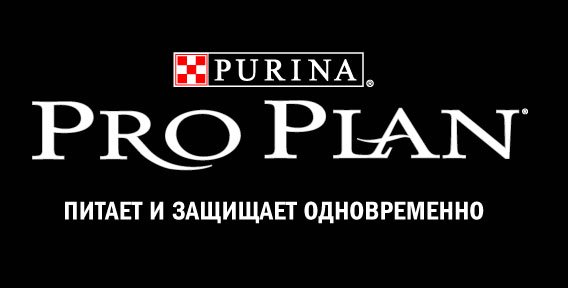 PURINA®
PRO PLAN®
ПИТАЕТ И ЗАЩИЩАЕТ ОДНОВРЕМЕННО